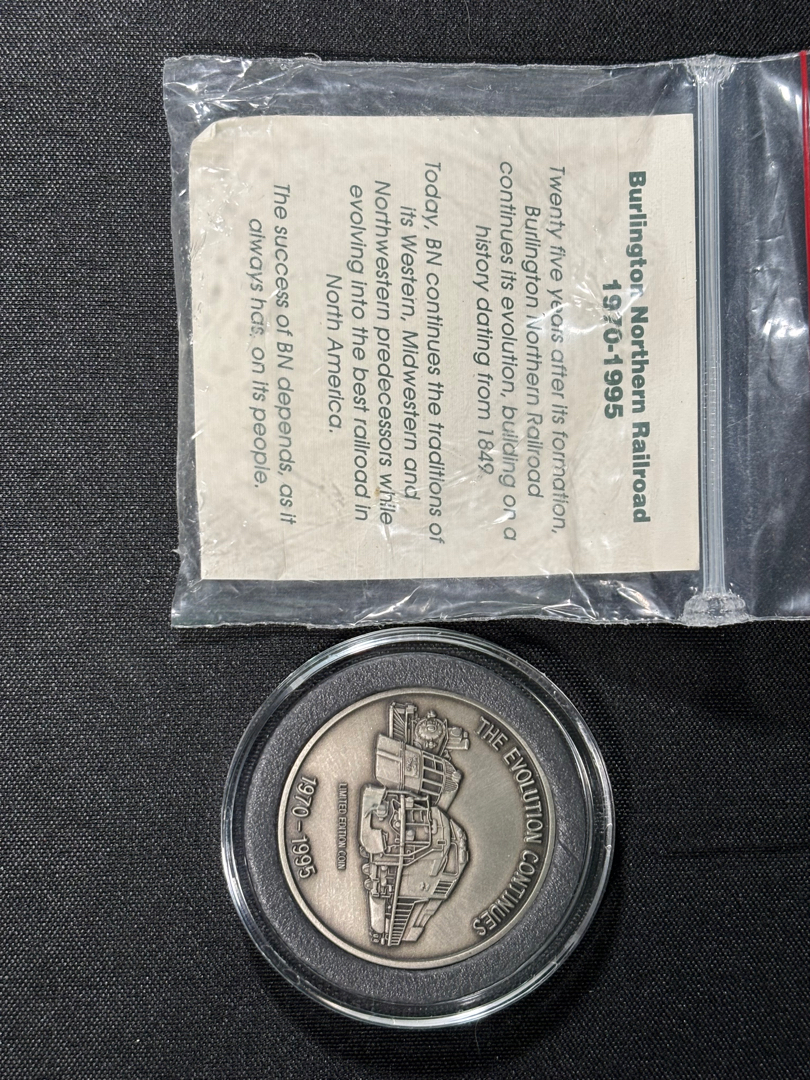 Burlington Northern Railroad
1970-1995
Twenty five years after its formation,
Burlington Northern Railroad
continues its evolution, building on a
history dating from 1849.
Today, BN continues the traditions of
its Western, Midwestern and
Northwestern predecessors while
evolving into the best railroad in
North America.
The success of BN depends, as it
always has, on its people.
THE EVOLUTION CONTINUES
LIMITED EDITION COIN
1970 - 1995